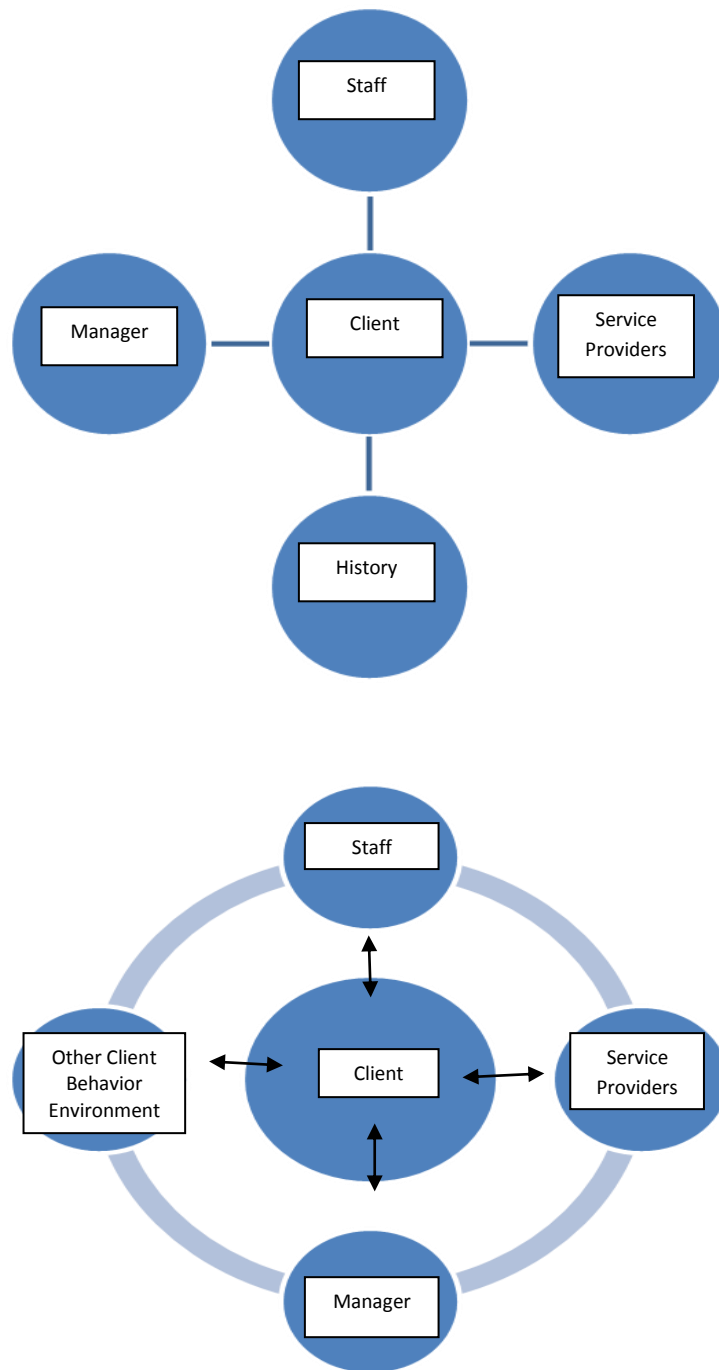 Staff
Manager
Client
Service
Providers
History
Staff
Other Client
Behavior
Environment
Client
Service
Providers
Manager